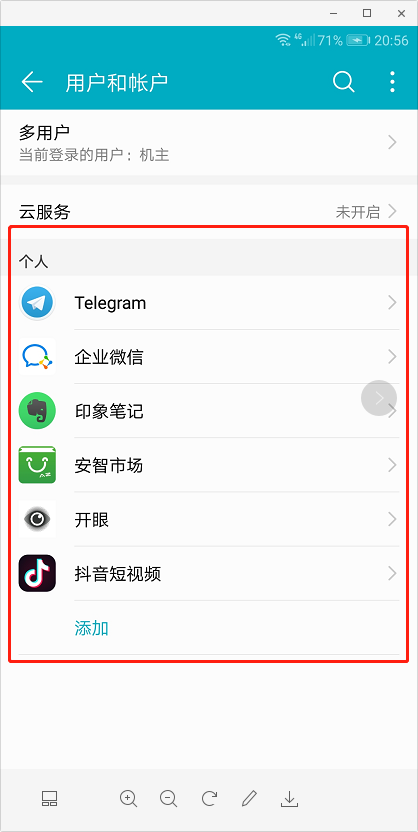 4G 71% 20:56
用户和帐户
多用户
当前登录的用户：机主
云服务 未开启
个人
Telegram
企业微信
印象笔记
安智市场
AZ
开眼
抖音短视频
添加